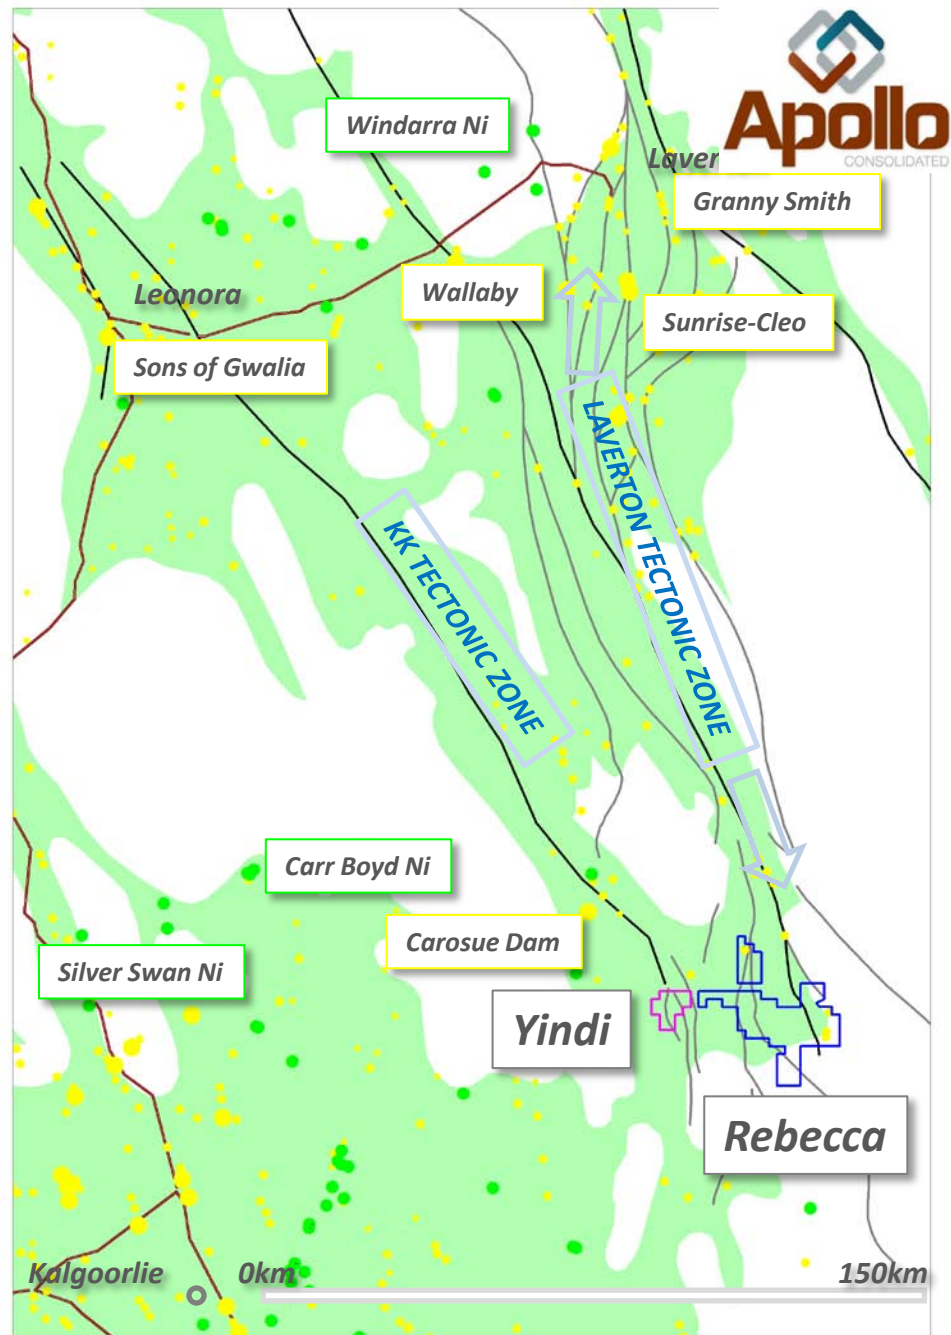 Apollo
CONSOLIDATED
Windarra Ni
Laver
Granny Smith
Wallaby
Leonora
Sunrise-Cleo
Sons of Gwalia
LAVERTON TECTONIC ZONE
KK TECTONIC ZONE
Carr Boyd Ni
Carosue Dam
Silver Swan Ni
Yindi
Rebecca
Kalgoorlie
0km
150km